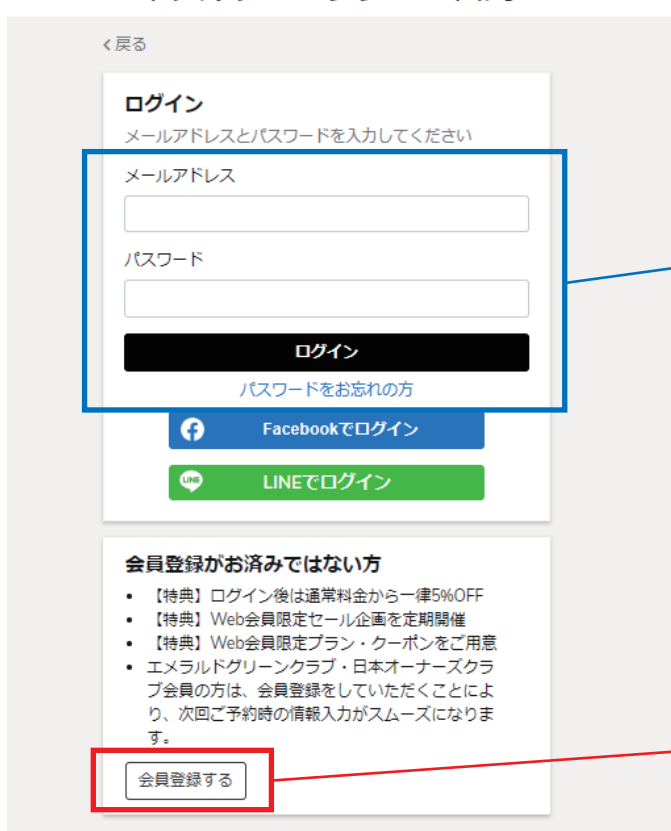 戻る
ログイン
メールアドレスとパスワードを入力してください
メールアドレス
パスワード
ログイン
パスワードをお忘れの方
Facebookでログイン
LINE
LINEでログイン
会員登録がお済みではない方
• 【特典】ログイン後は通常料金から一律5%OFF
• 【特典】Web会員限定セール企画を定期開催
• 【特典】Web会員限定プラン・クーポンをご用意
• エメラルドグリーンクラブ・日本オーナーズクラ
ブ会員の方は、会員登録をしていただくことによ
り、次回ご予約時の情報入力がスムーズになりま
す。
会員登録する